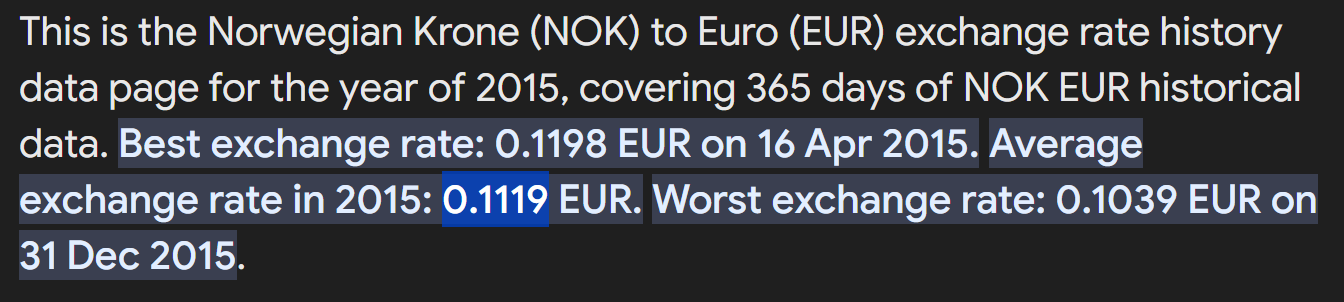 This is the Norwegian Krone (NOK) to Euro (EUR) exchange rate history
data page for the year of 2015, covering 365 days of NOK EUR historical
data. Best exchange rate: 0.1198 EUR on 16 Apr 2015. Average
exchange rate in 2015: 0.1119 EUR. Worst exchange rate: 0.1039 EUR on
31 Dec 2015.